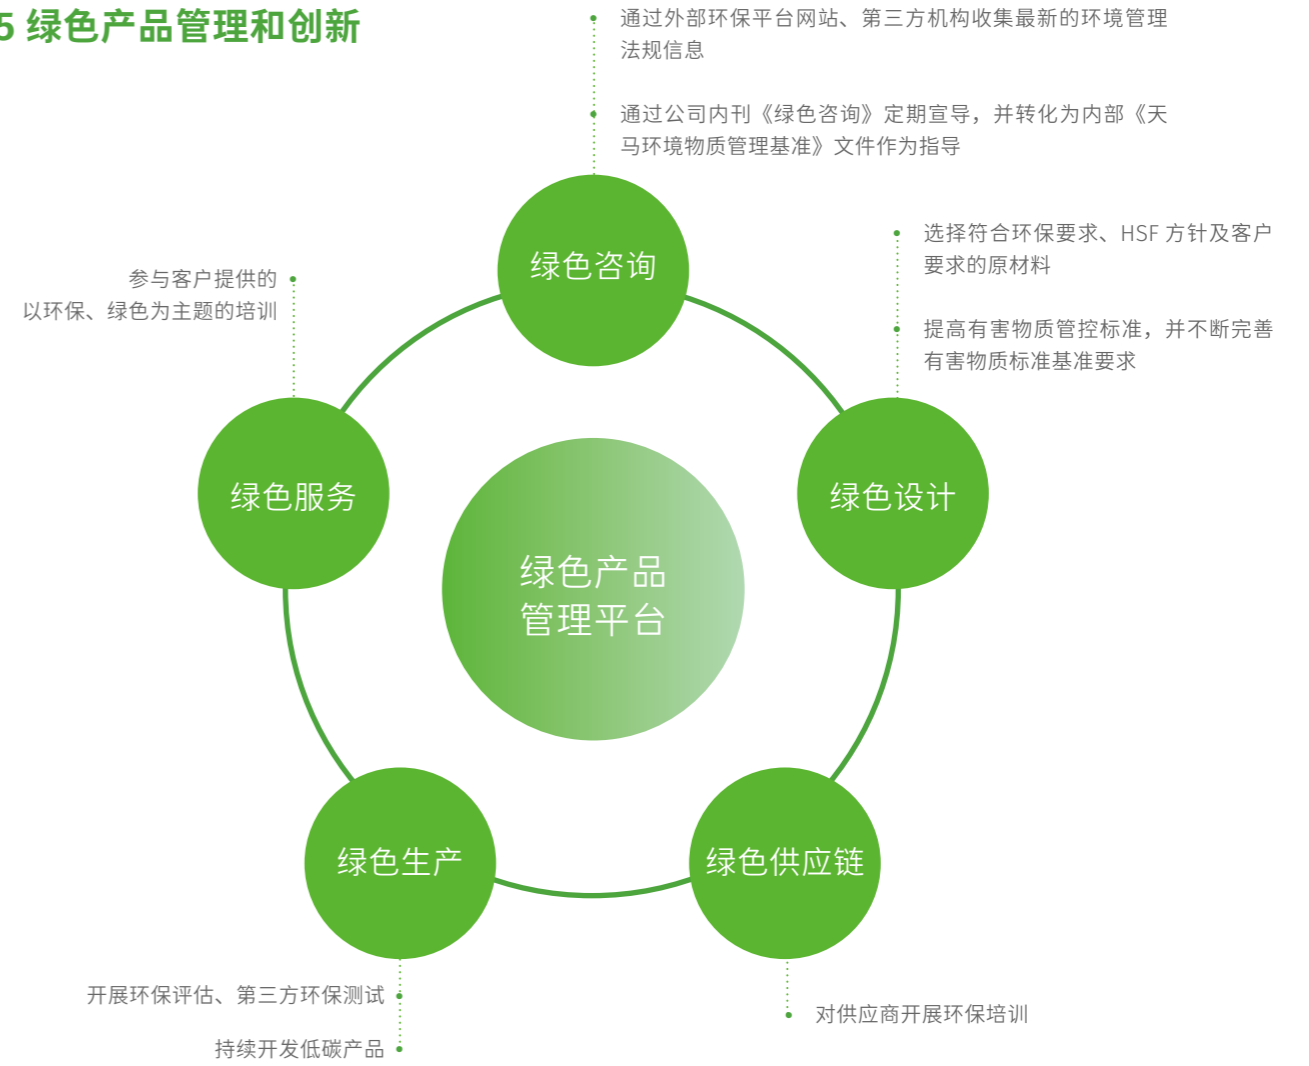 5 绿色产品管理和创新
通过外部环保平台网站、第三方机构收集最新的环境管理
法规信息
通过公司内刊《绿色咨询》定期宣导，并转化为内部《天
马环境物质管理基准》文件作为指导
绿色咨询
选择符合环保要求、HSF 方针及客户
要求的原材料
提高有害物质管控标准，并不断完善
有害物质标准基准要求
参与客户提供的
以环保、绿色为主题的培训
绿色服务
绿色设计
绿色产品
管理平台
绿色生产
绿色供应链
开展环保评估、第三方环保测试
持续开发低碳产品
对供应商开展环保培训